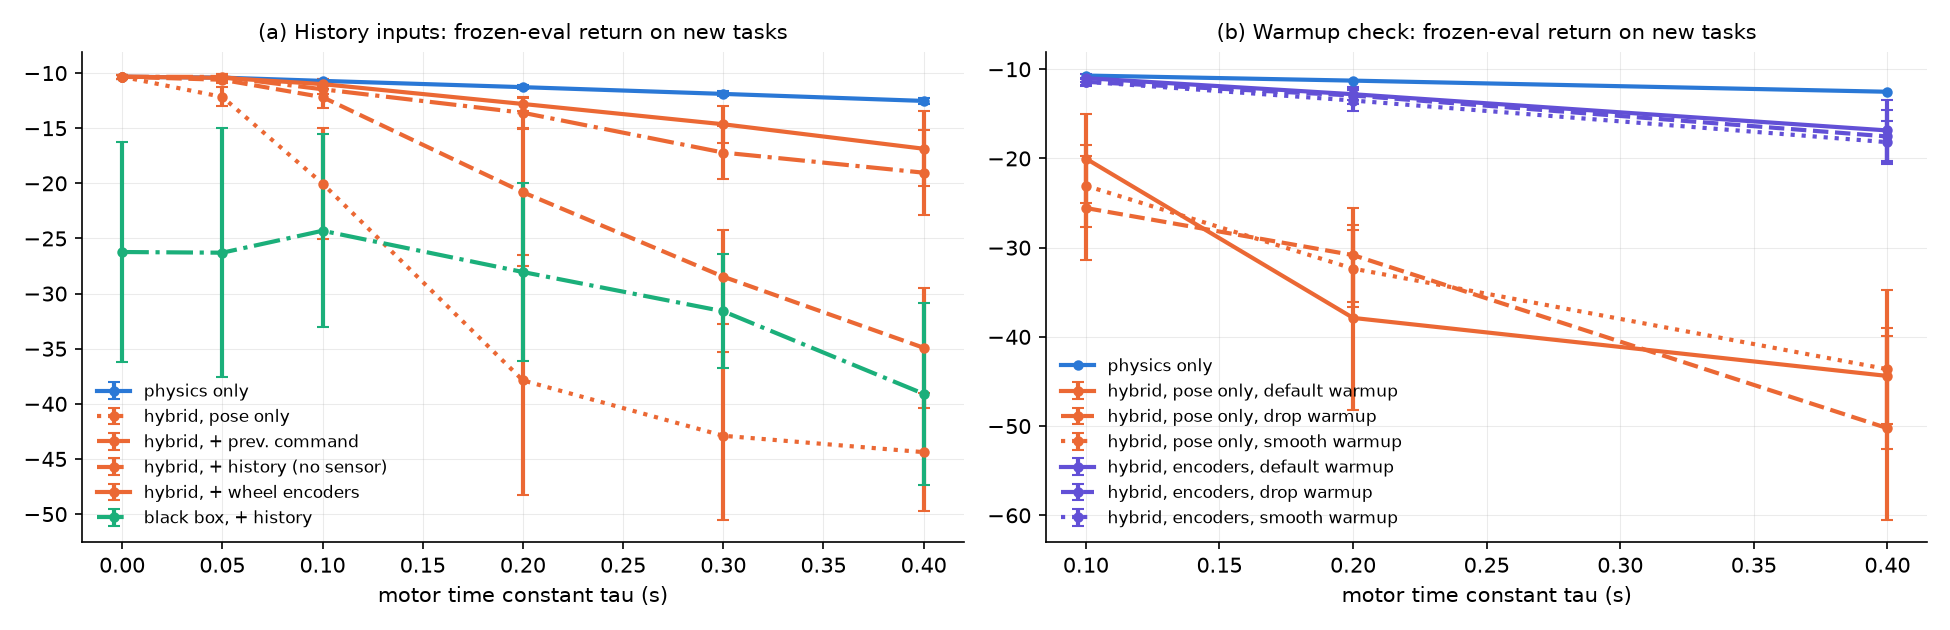 (a) History inputs: frozen-eval return on new tasks
−10
−15
−20
−25
−30
−35
−40
−45
−50
physics only
hybrid, pose only
hybrid, + prev. command
hybrid, + history (no sensor)
hybrid, + wheel encoders
black box, + history
0.00 0.05 0.10 0.15 0.20 0.25 0.30 0.35 0.40
motor time constant tau (s)
(b) Warmup check: frozen-eval return on new tasks
−10
−20
−30
−40
−50
−60
physics only
hybrid, pose only, default warmup
hybrid, pose only, drop warmup
hybrid, pose only, smooth warmup
hybrid, encoders, default warmup
hybrid, encoders, drop warmup
hybrid, encoders, smooth warmup
0.10 0.15 0.20 0.25 0.30 0.35 0.40
motor time constant tau (s)